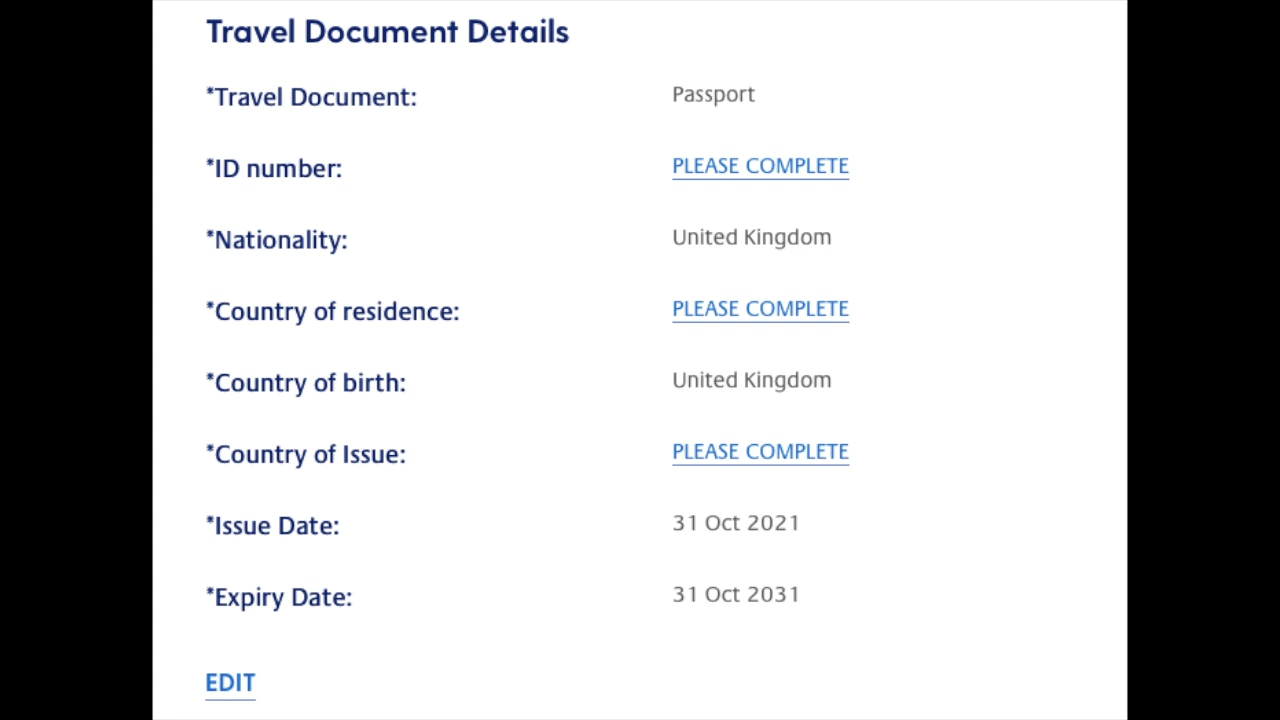 Travel Document Details
*Travel Document: Passport
*ID number: PLEASE COMPLETE
*Nationality: United Kingdom
*Country of residence: PLEASE COMPLETE
*Country of birth: United Kingdom
*Country of Issue: PLEASE COMPLETE
*Issue Date: 31 Oct 2021
*Expiry Date: 31 Oct 2031
EDIT